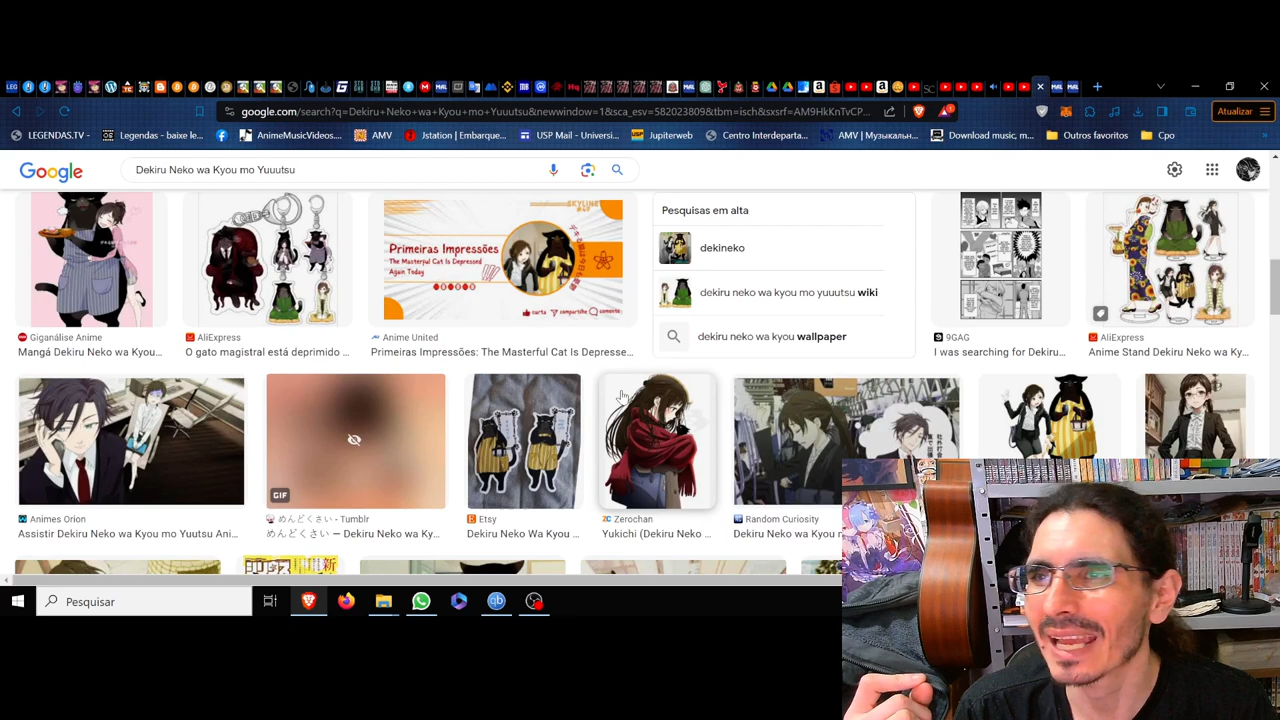 google.com/search?q=Dekiru+Neko+wa+Kyou+mo+Yuuutsu&newwindow=1&sca_esv=582023809&tbm=isch&sxsrf=AM9HkKnTvCP...
Atualizar
LEGENDS.TV -
Legendas - baixe le...
AnimeMusicVideos....
AMV
Jstation | Embarque...
USP Mail - Universi...
Jupiterweb
Centro Interdeparta...
AMV | Музыкальн...
Download music, m...
Outros favoritos
Cpo
Google
Dekiru Neko wa Kyou mo Yuuutsu
SKYLINE
Primeiras Impressões
The Masterful Cat Is Depressed
Again Today
curta
compartilhe
comente
Pesquisas em alta
dekineko
dekiru neko wa kyou mo yuuutsu wiki
dekiru neko wa kyou wallpaper
Giganálise Anime
Mangá Dekiru Neko wa Kyou...
AliExpress
O gato magistral está deprimido ...
Anime United
Primeiras Impressões: The Masterful Cat Is Depresse...
9GAG
I was searching for Dekiru...
AliExpress
Anime Stand Dekiru Neko wa Ky...
GIF
Animes Orion
Assistir Dekiru Neko wa Kyou mo Yuutsu Ani...
めんどくさい - Tumblr
めんどくさい — Dekiru Neko wa Ky...
Etsy
Dekiru Neko Wa Kyou ...
Zerochan
Yukichi (Dekiru Neko ...
Random Curiosity
Dekiru Neko wa Kyou n
Pesquisar